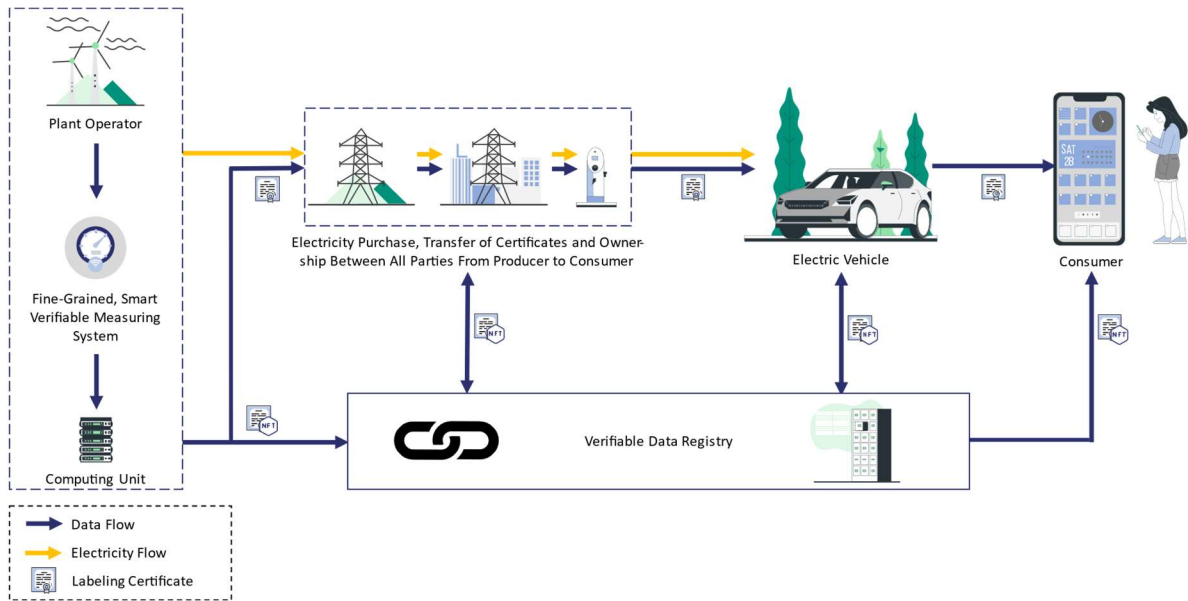 Plant Operator
Fine-Grained, Smart
Verifiable Measuring
System
Computing Unit
Electricity Purchase, Transfer of Certificates and Owner-
ship Between All Parties From Producer to Consumer
Electric Vehicle
SAT
28
Consumer
NFT
NFT
NFT
NFT
Verifiable Data Registry
Data Flow
Electricity Flow
Labeling Certificate